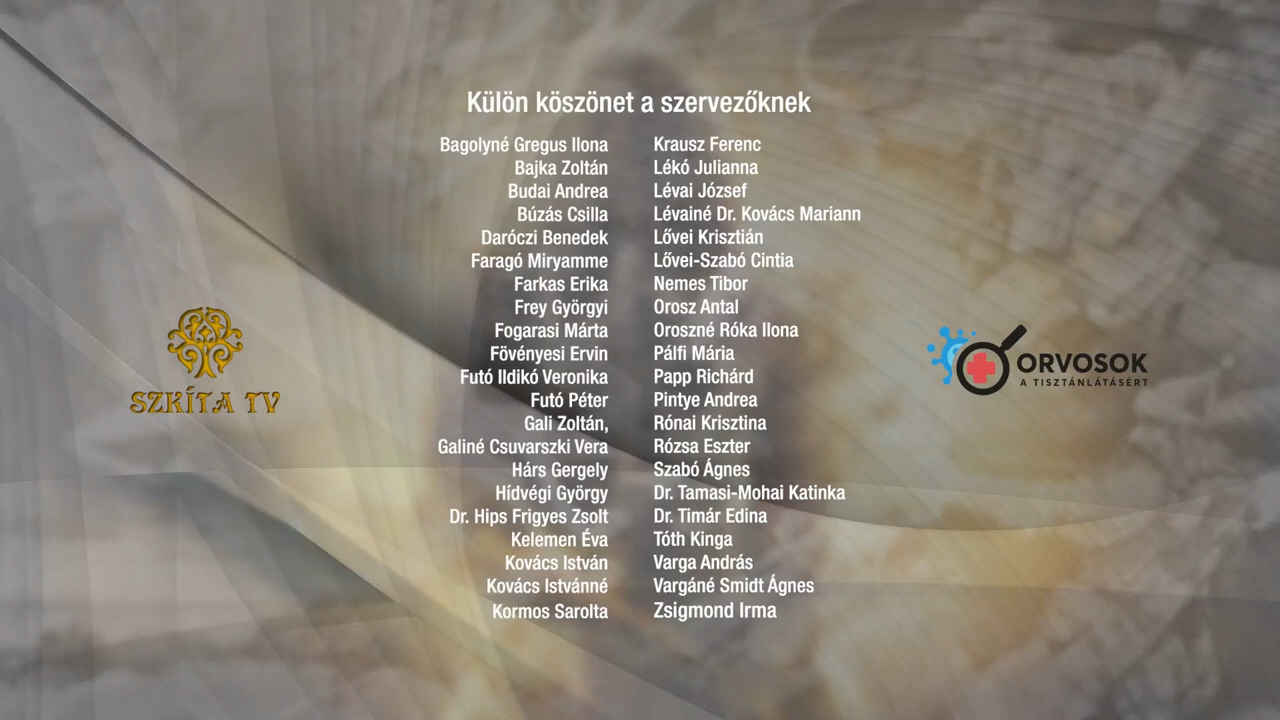 Külön köszönet a szervezőknek
Bagolyné Gregus Ilona
Bajka Zoltán
Budai Andrea
Búzás Csilla
Daróczi Benedek
Faragó Miryamme
Farkas Erika
Frey Györgyi
Fogarasi Márta
Fövényesi Ervin
Futó Ildikó Veronika
Futó Péter
Gali Zoltán,
Galiné Csuvarszki Vera
Hárs Gergely
Hídvégi György
Dr. Hips Frigyes Zsolt
Kelemen Éva
Kovács István
Kovács Istvánné
Kormos Sarolta
Krausz Ferenc
Lékó Julianna
Lévai József
Lévainé Dr. Kovács Mariann
Lővei Krisztián
Lővei-Szabó Cintia
Nemes Tibor
Orosz Antal
Oroszné Róka Ilona
Pálfi Mária
Papp Richárd
Pintye Andrea
Rónai Krisztina
Rózsa Eszter
Szabó Ágnes
Dr. Tamasi-Mohai Katinka
Dr. Timár Edina
Tóth Kinga
Varga András
Vargáné Smidt Ágnes
Zsigmond Irma
SZKÍTA TV
ORVOSOK
A TISZTÁNLÁTÁSÉRT